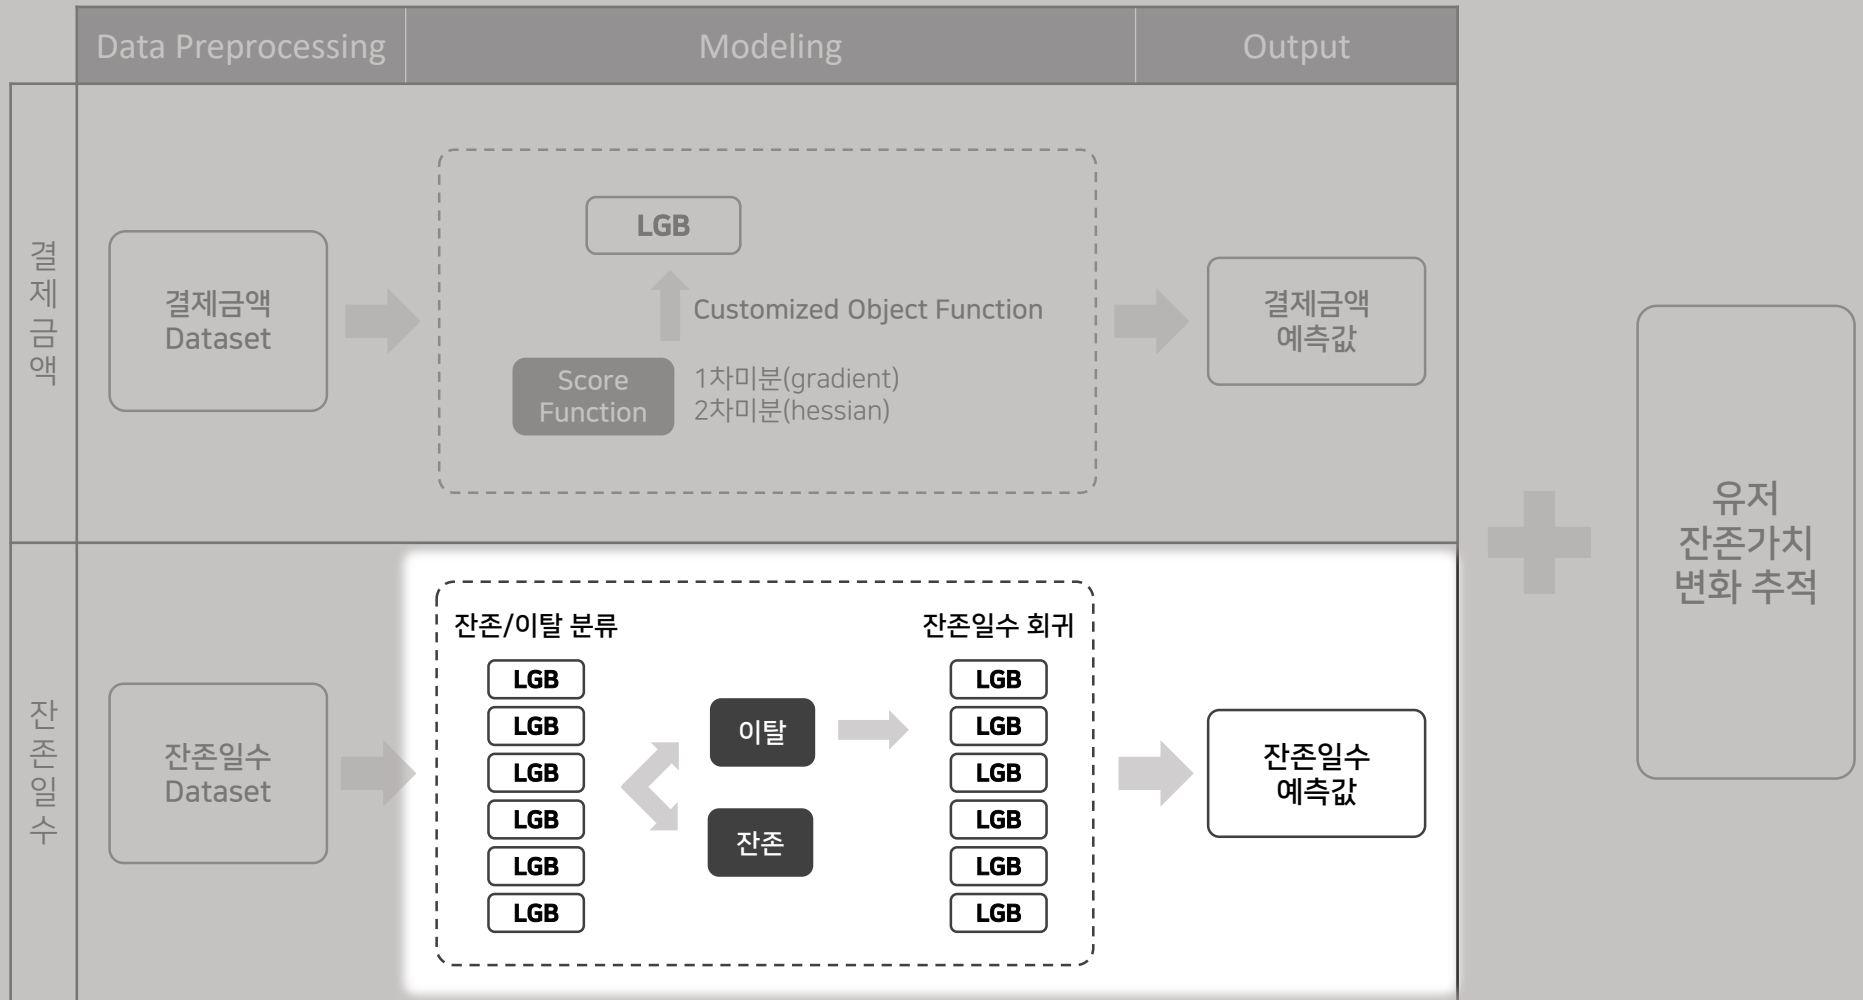 Data Preprocessing
Modeling
Output
결제금액
결제금액
Dataset
LGB
Customized Object Function
Score
Function
1차미분(gradient)
2차미분(hessian)
결제금액
예측값
잔존일수
잔존일수
Dataset
잔존/이탈 분류
LGB
LGB
LGB
LGB
LGB
LGB
이탈
잔존
잔존일수 회귀
LGB
LGB
LGB
LGB
LGB
LGB
잔존일수
예측값
유저
잔존가치
변화 추적